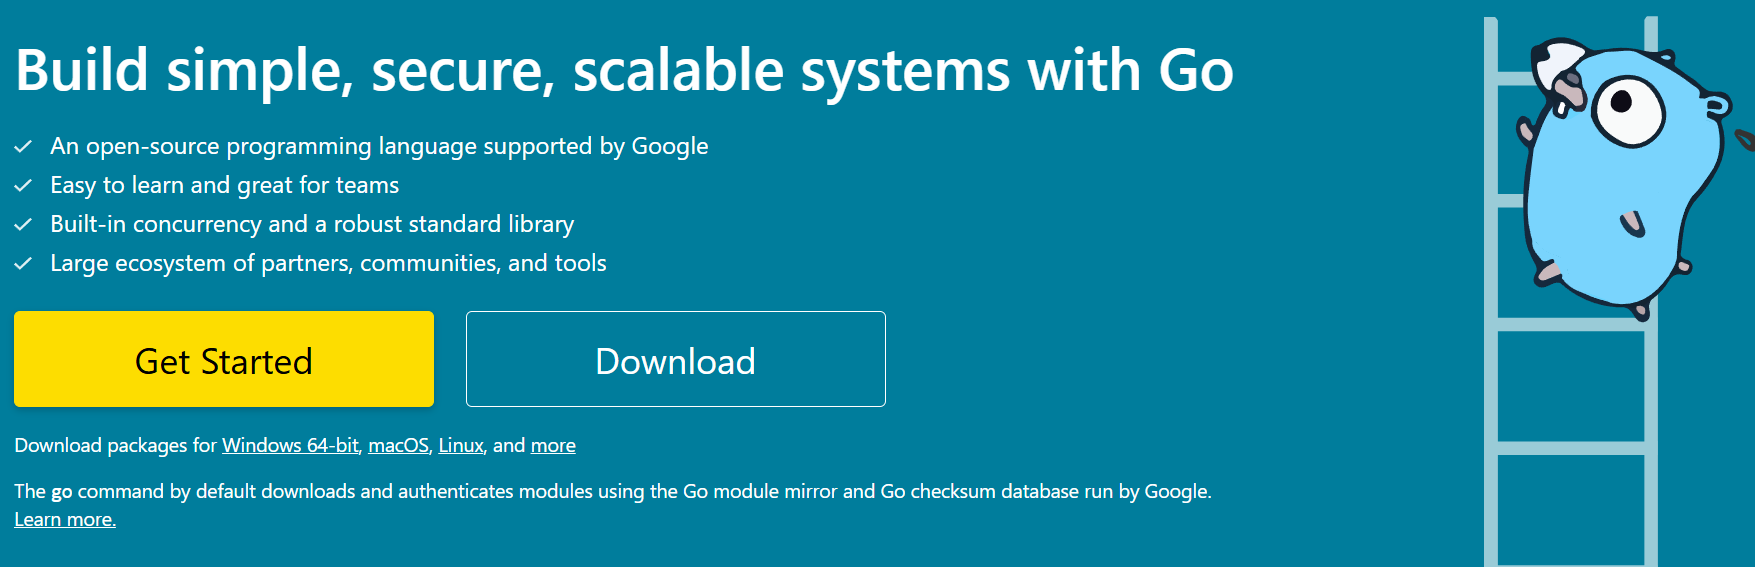 Build simple, secure, scalable systems with Go
An open-source programming language supported by Google
Easy to learn and great for teams
Built-in concurrency and a robust standard library
Large ecosystem of partners, communities, and tools
Get Started
Download
Download packages for Windows 64-bit, macOS, Linux, and more
The go command by default downloads and authenticates modules using the Go module mirror and Go checksum database run by Google.
Learn more.